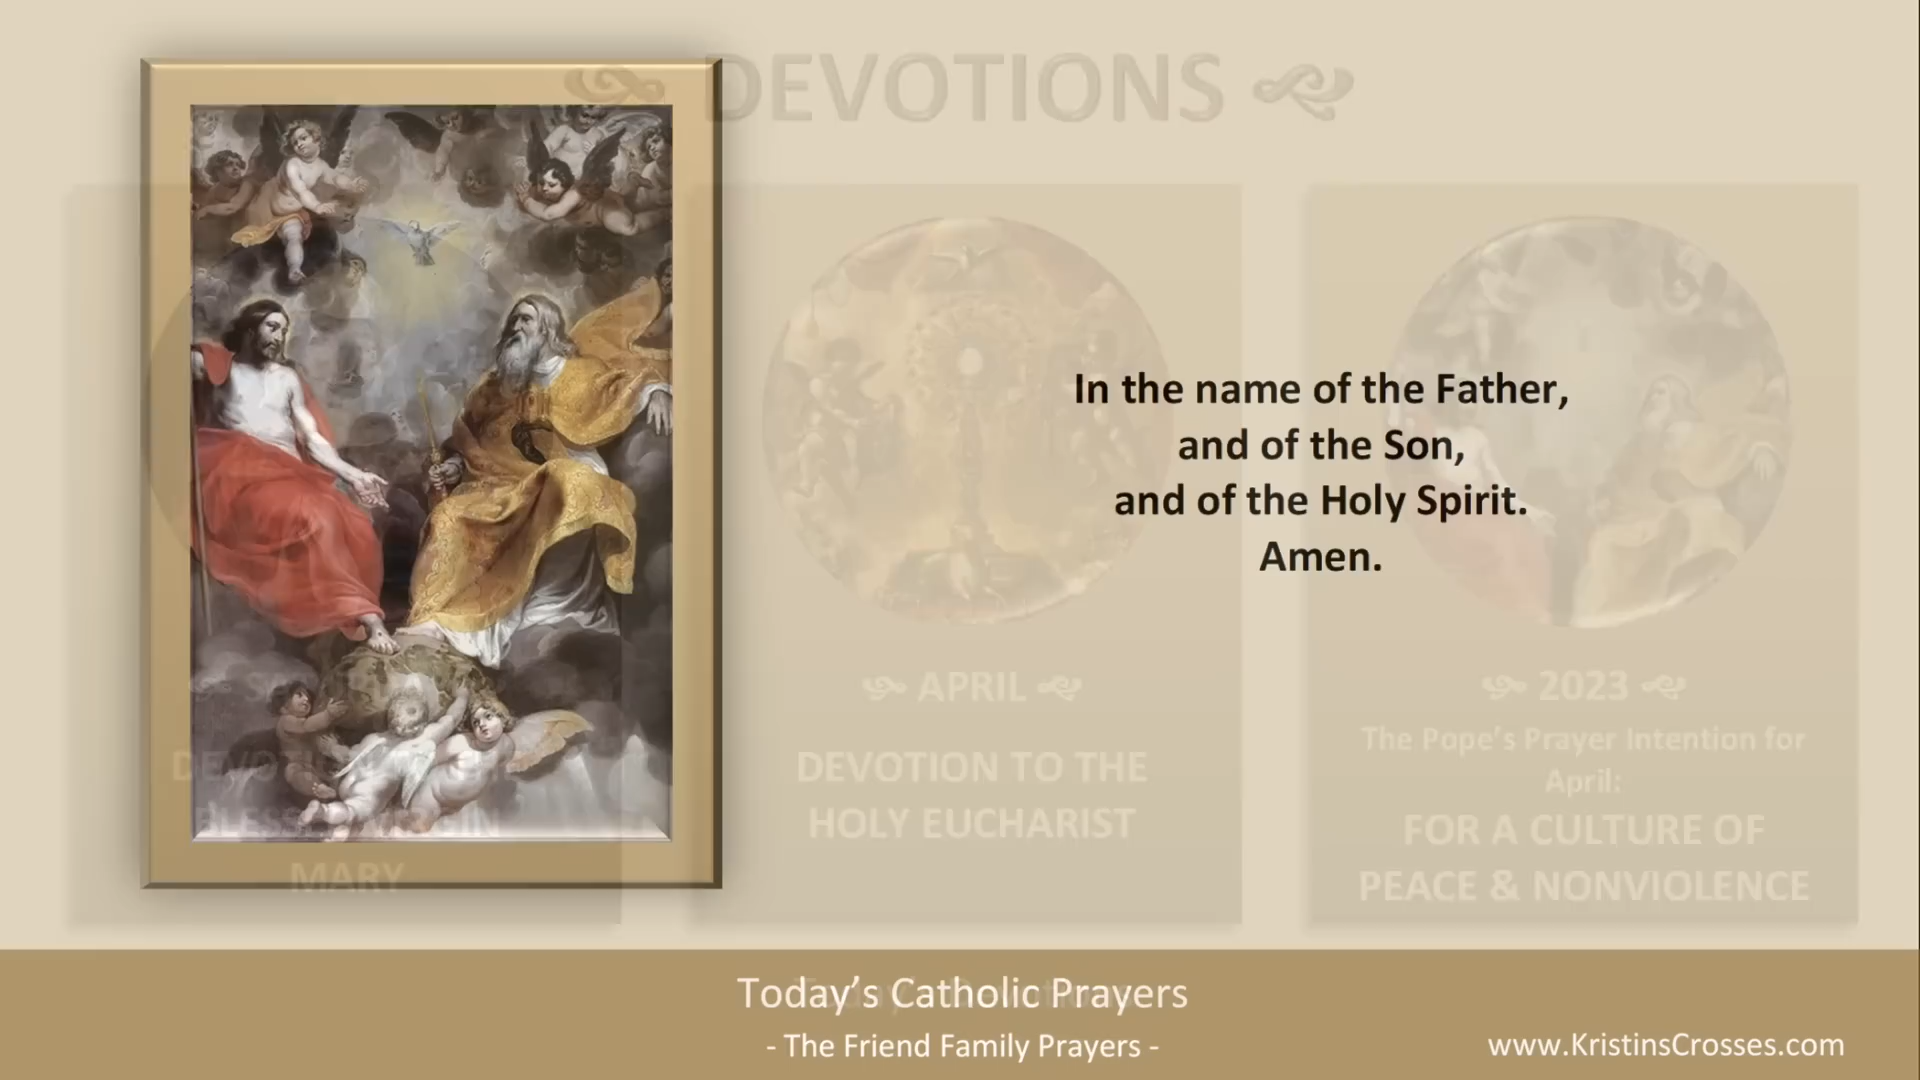 DEVOTIONS
In the name of the Father,
and of the Son,
and of the Holy Spirit.
Amen.
BLESSED VIRGIN
MARY
APRIL
DEVOTION TO THE
HOLY EUCHARIST
2023
The Pope's Prayer Intention for
April:
FOR A CULTURE OF
PEACE & NONVIOLENCE
Today's Catholic Prayers
- The Friend Family Prayers -
www.KristinsCrosses.com